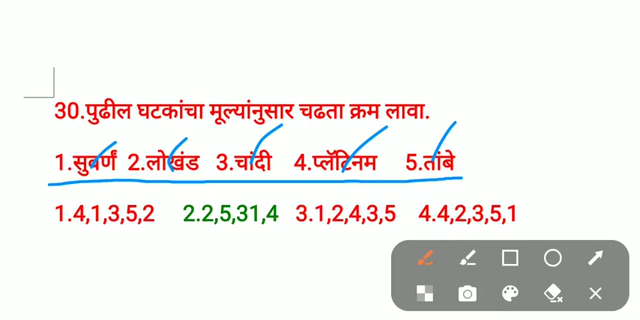 30.पुढील घटकांचा मूल्यांनुसार चढता क्रम लावा.
1.सुवर्णं 2.लोखंड 3.चांदी 4.प्लॅटिनम 5.तांबे
1.4,1,3,5,2 2.2,5,31,4 3.1,2,4,3,5 4.4,2,3,5,1